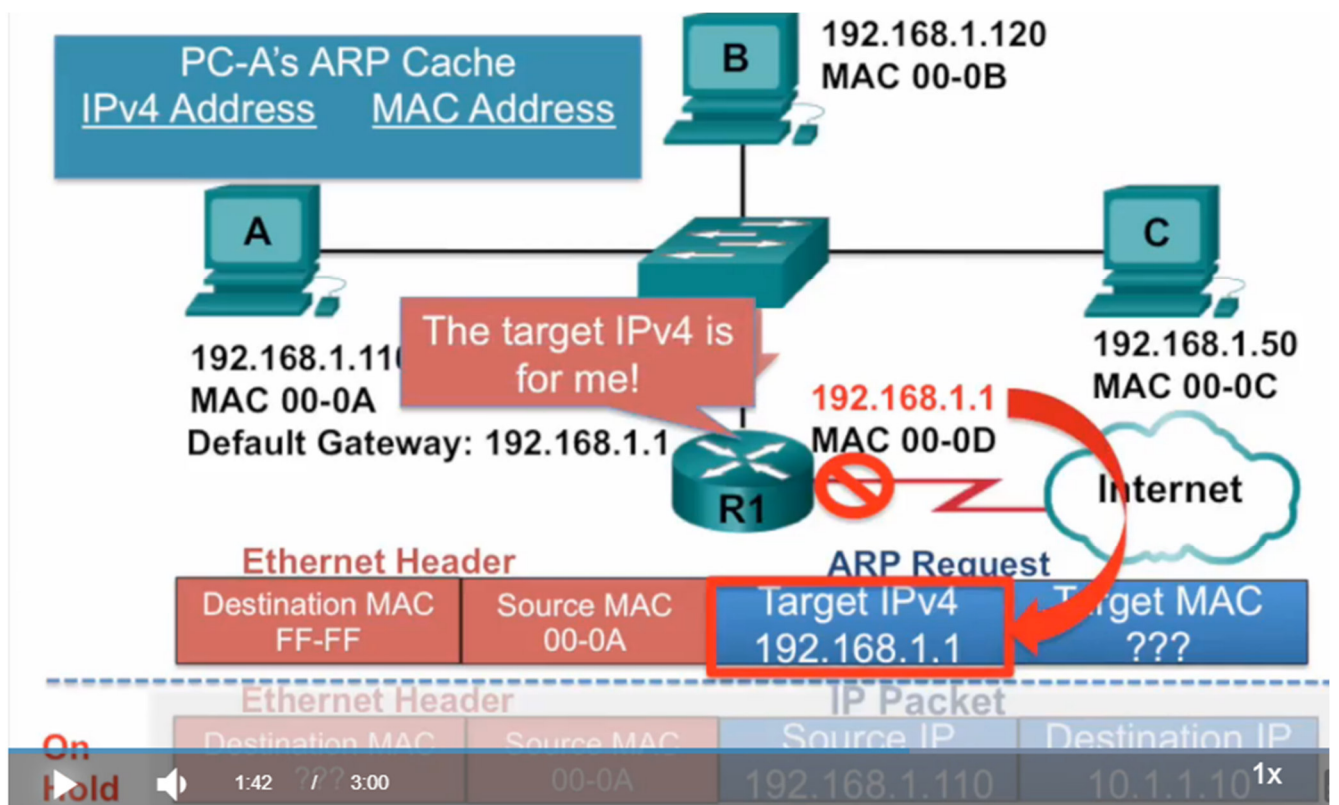 PC-A's ARP Cache
IPv4 Address MAC Address
B
192.168.1.120
MAC 00-0B
A
C
The target IPv4 is
for me!
192.168.1.110
MAC 00-0A
Default Gateway: 192.168.1.1
192.168.1.1
MAC 00-0D
192.168.1.50
MAC 00-0C
R1
Internet
Ethernet Header
ARP Request
Destination MAC
FF-FF
Source MAC
00-0A
Target IPv4
192.168.1.1
Target MAC
???
Ethernet Header
IP Packet
On
Hold
Destination MAC
???
Source MAC
00-0A
Source IP
192.168.1.110
Destination IP
10.1.1.10
1:42 / 3:00
1x